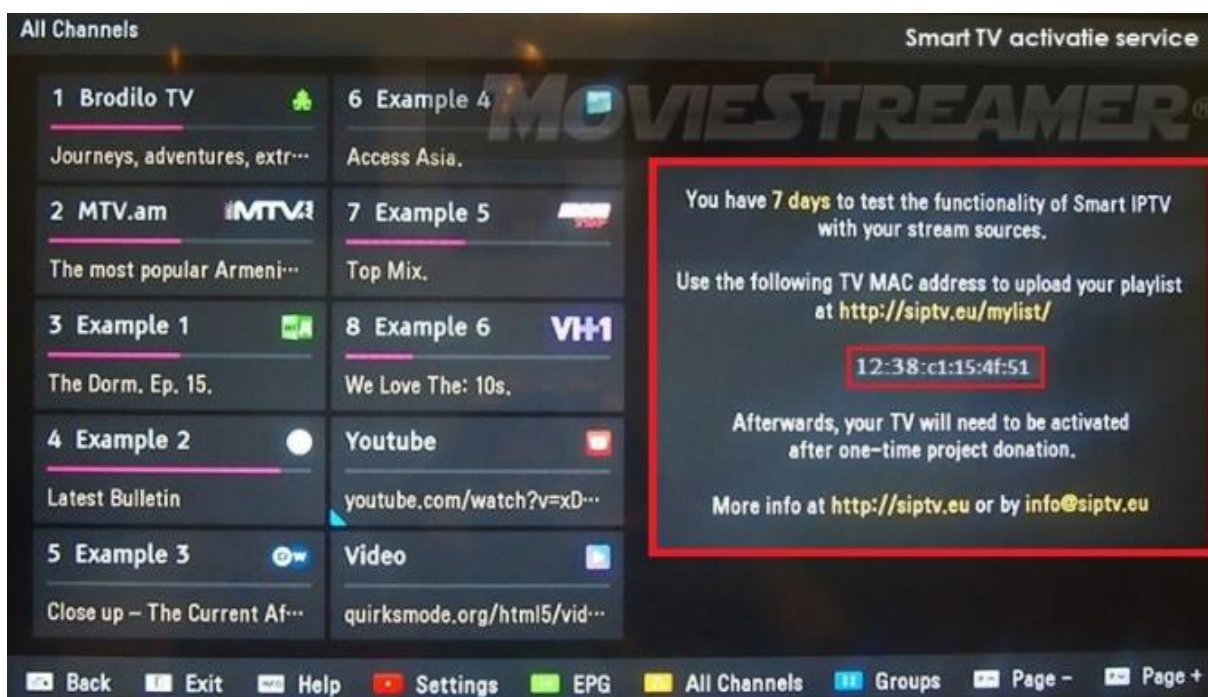 All Channels
Smart TV activatie service
MOVIESTREAMER®
1 Brodilo TV
Journeys, adventures, extr···
2 MTV.am
MTV
The most popular Armeni···
3 Example 1
The Dorm. Ep. 15.
4 Example 2
Latest Bulletin
5 Example 3
DW
Close up – The Current Af···
6 Example 4
Access Asia.
7 Example 5
Top Mix.
8 Example 6
VH1
We Love The: 10s.
Youtube
youtube.com/watch?v=xD···
Video
quirksmode.org/html5/vid···
You have 7 days to test the functionality of Smart IPTV
with your stream sources.
Use the following TV MAC address to upload your playlist
at http://siptv.eu/mylist/
12:38:c1:15:4f:51
Afterwards, your TV will need to be activated
after one-time project donation.
More info at http://siptv.eu or by info@siptv.eu
Back Exit Help Settings EPG All Channels Groups Page - Page +